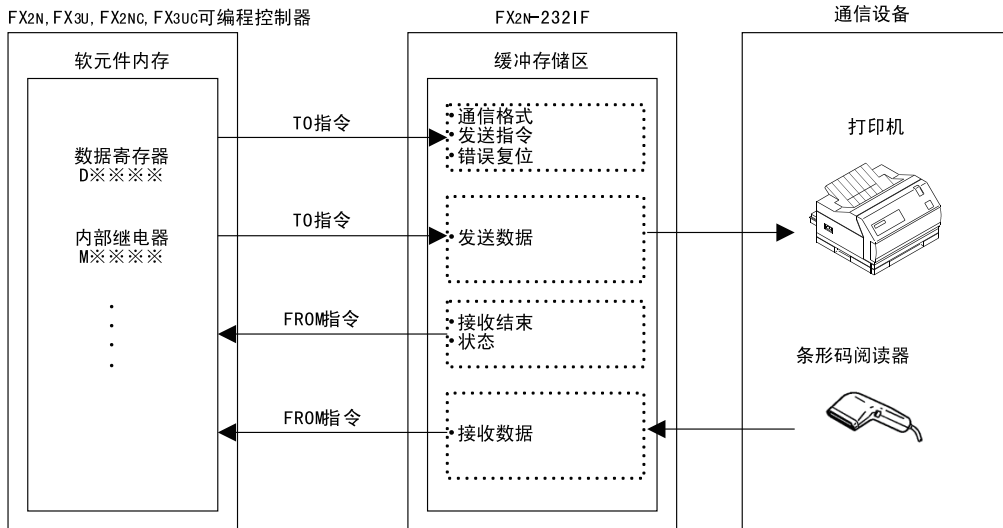 FX2N, FX3U, FX2NC, FX3UC可编程控制器
软元件内存
数据寄存器
D※※※※
内部继电器
M※※※※
TO指令
TO指令
FROM指令
FROM指令
FX2N-232IF
缓冲存储区
•通信格式
•发送指令
•错误复位
•发送数据
•接收结束
•状态
•接收数据
通信设备
打印机
条形码阅读器